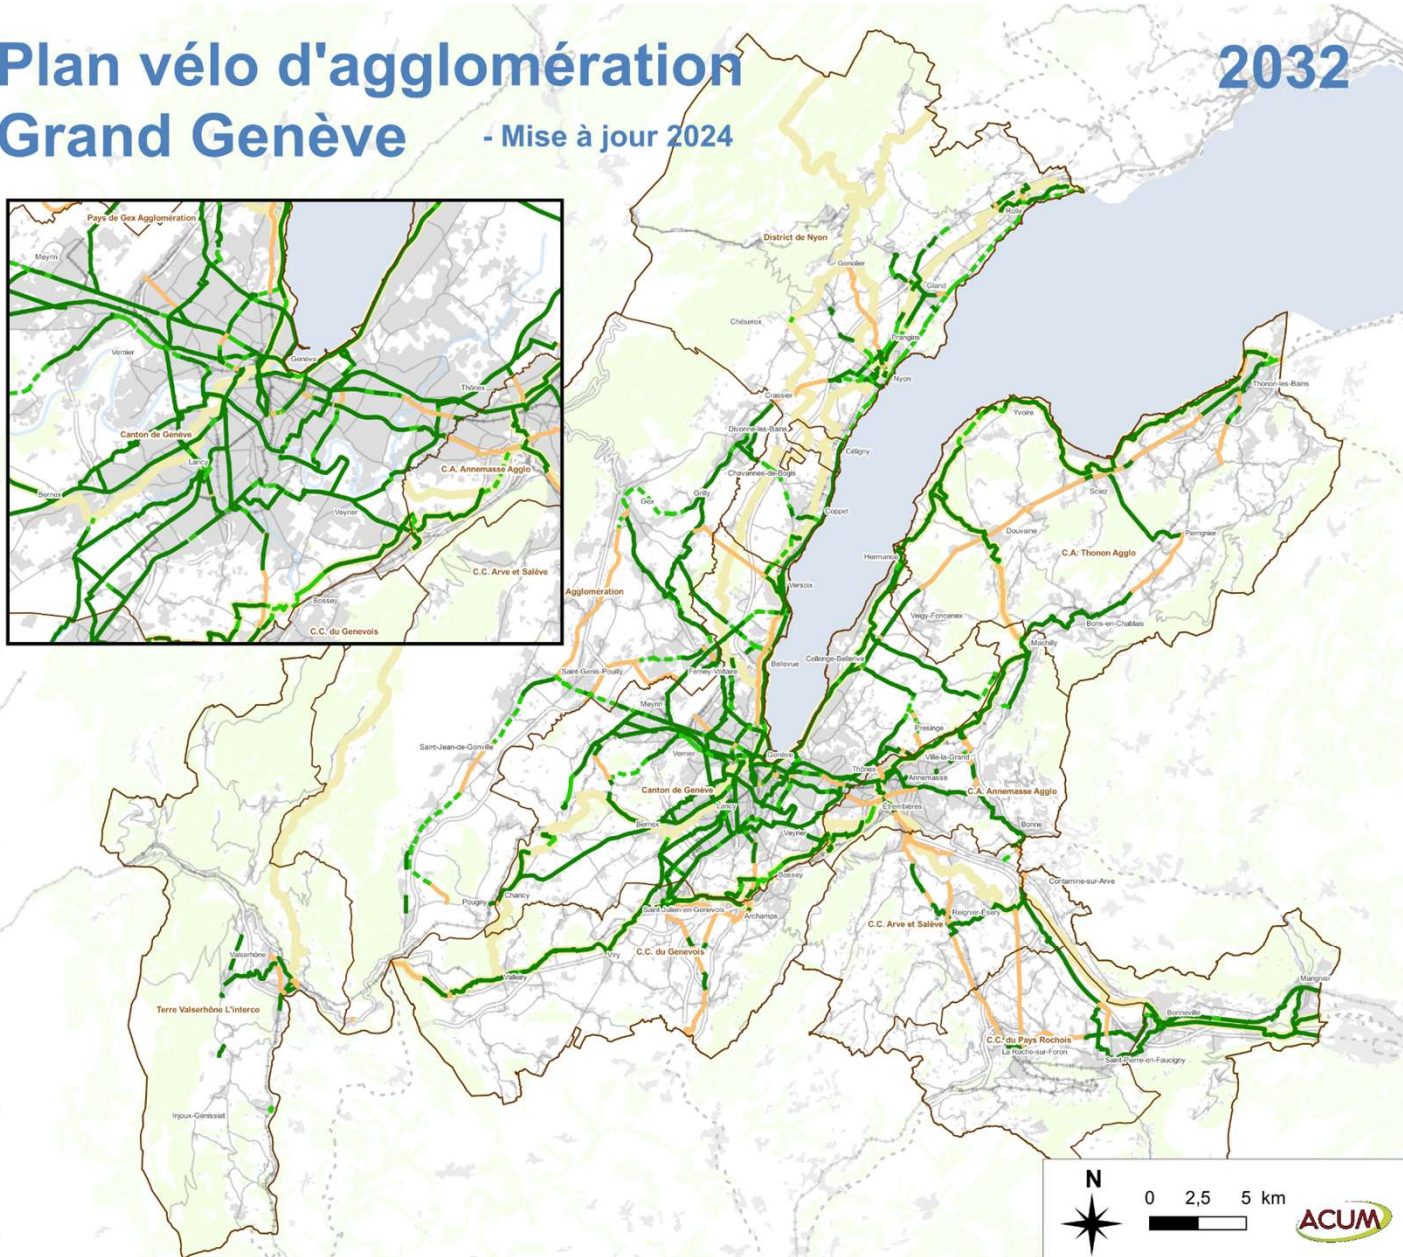 Plan vélo d'agglomération
2032
Grand Genève - Mise à jour 2024
Pays de Gex Agglomération
Meyrin
Vernier
Genève
Thônex
Canton de Genève
Lancy
C.A. Annemasse Agglo
Bernex
Veyrier
C.C. Arve et Salève
Bossey
C.C. du Genevois
Rolle
District de Nyon
Genolier
Gland
Chéserex
Prangins
Nyon
Crassier
Thonon-les-Bains
Yvoire
Divonne-les-Bains
Céligny
Chavannes-de-Bogis
Sciez
Grilly
Gex
Coppet
Douvaine
Perrignier
C.A. Thonon Agglo
Hermance
Versoix
Agglomération
Veigy-Foncenex
Bons-en-Chablais
Machilly
Collonge-Bellerive
Bellevue
Saint-Genis-Pouilly
Ferney-Voltaire
Meyrin
Presinge
Saint-Jean-de-Gonville
Vernier
Genève
Ville-la-Grand
Thônex
Annemasse
Canton de Genève
C.A. Annemasse Agglo
Lancy
Etrembières
Bernex
Veyrier
Bonne
Bossey
Contamine-sur-Arve
Chancy
Pougny
Saint-Julien-en-Genevois
Archamps
Reignier-Esery
C.C. Arve et Salève
Valserhône
Viry
C.C. du Genevois
Valleiry
Marignier
Terre Valserhône L'interco
Bonneville
C.C. du Pays Rochois
La Roche-sur-Foron
Saint-Pierre-en-Faucigny
Injoux-Génissiat
N
0 2,5 5 km
ACUM